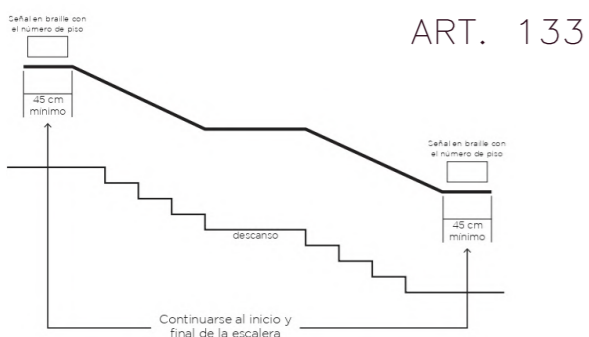 Señal en braille con
el número de piso
ART. 133
45 cm
mínimo
Señal en braille con
el número de piso
45 cm
mínimo
descanso
Continuarse al inicio y
final de la escalera